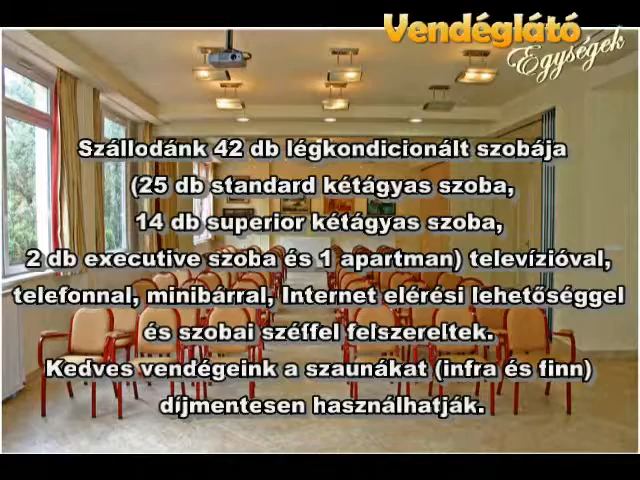 Vendéglátó
Egységek
Szállodánk 42 db légkondicionált szobája
(25 db standard kétágyas szoba,
14 db superior kétágyas szoba,
2 db executive szoba és 1 apartman) televízióval,
telefonnal, minibárral, Internet elérési lehetőséggel
és szobai széffel felszereltek.
Kedves vendégeink a szaunákat (infra és finn)
díjmentesen használhatják.